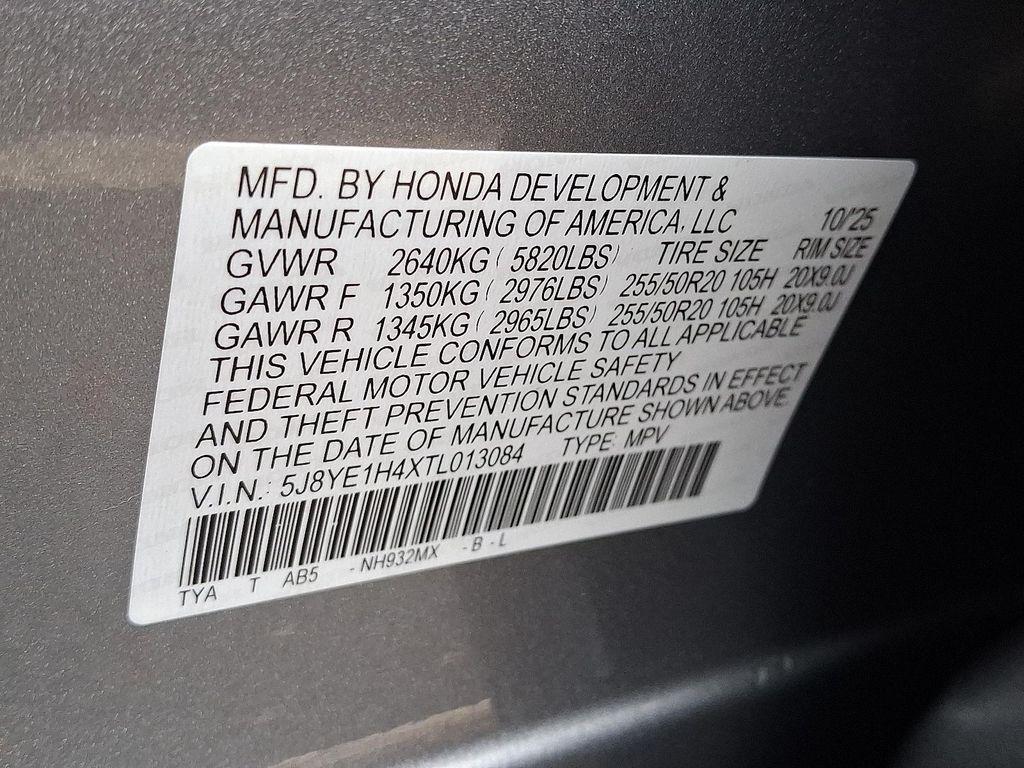 MFD. BY HONDA DEVELOPMENT &
MANUFACTURING OF AMERICA, LLC 10/'25
GVWR 2640KG ( 5820LBS) TIRE SIZE RIM SIZE
GAWR F 1350KG ( 2976LBS) 255/50R20 105H 20X9.0J
GAWR R 1345KG ( 2965LBS) 255/50R20 105H 20X9.0J
THIS VEHICLE CONFORMS TO ALL APPLICABLE
FEDERAL MOTOR VEHICLE SAFETY
AND THEFT PREVENTION STANDARDS IN EFFECT
ON THE DATE OF MANUFACTURE SHOWN ABOVE.
V.I.N.: 5J8YE1H4XTL013084 TYPE: MPV
TYA T AB5 - NH932MX - B - L